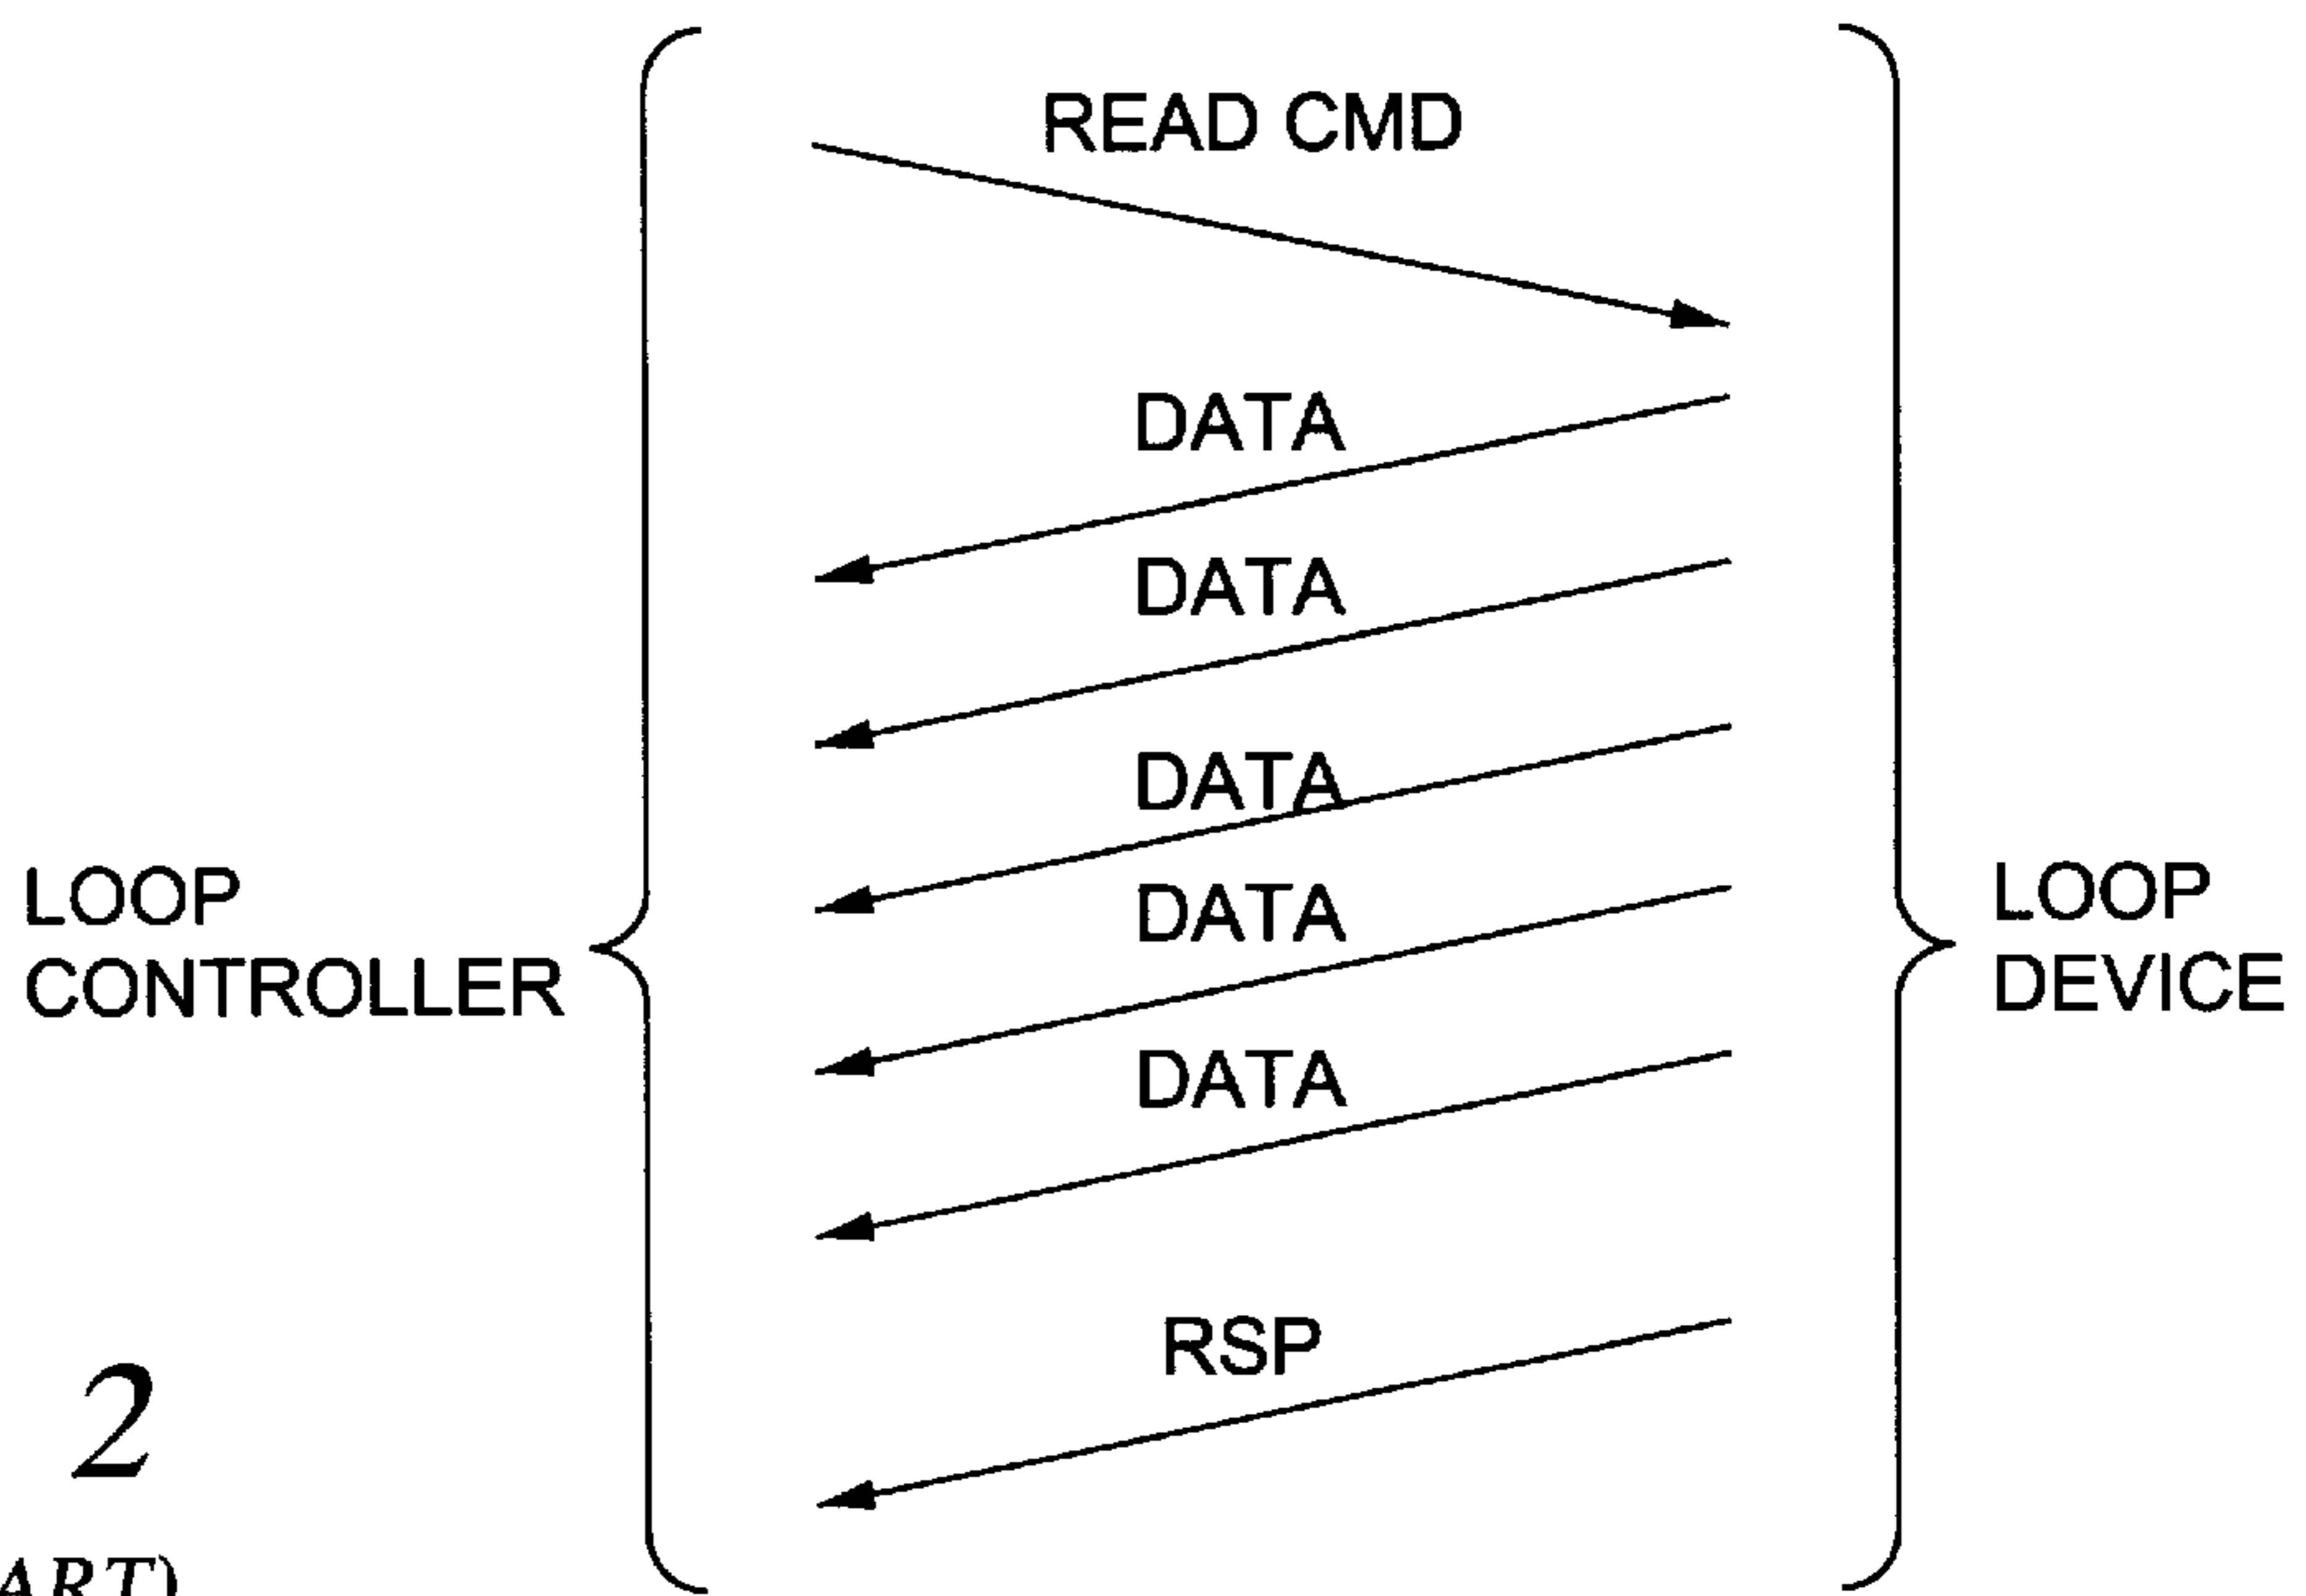 READ CMD
DATA
DATA
DATA
DATA
DATA
RSP
LOOP
CONTROLLER
LOOP
DEVICE
2